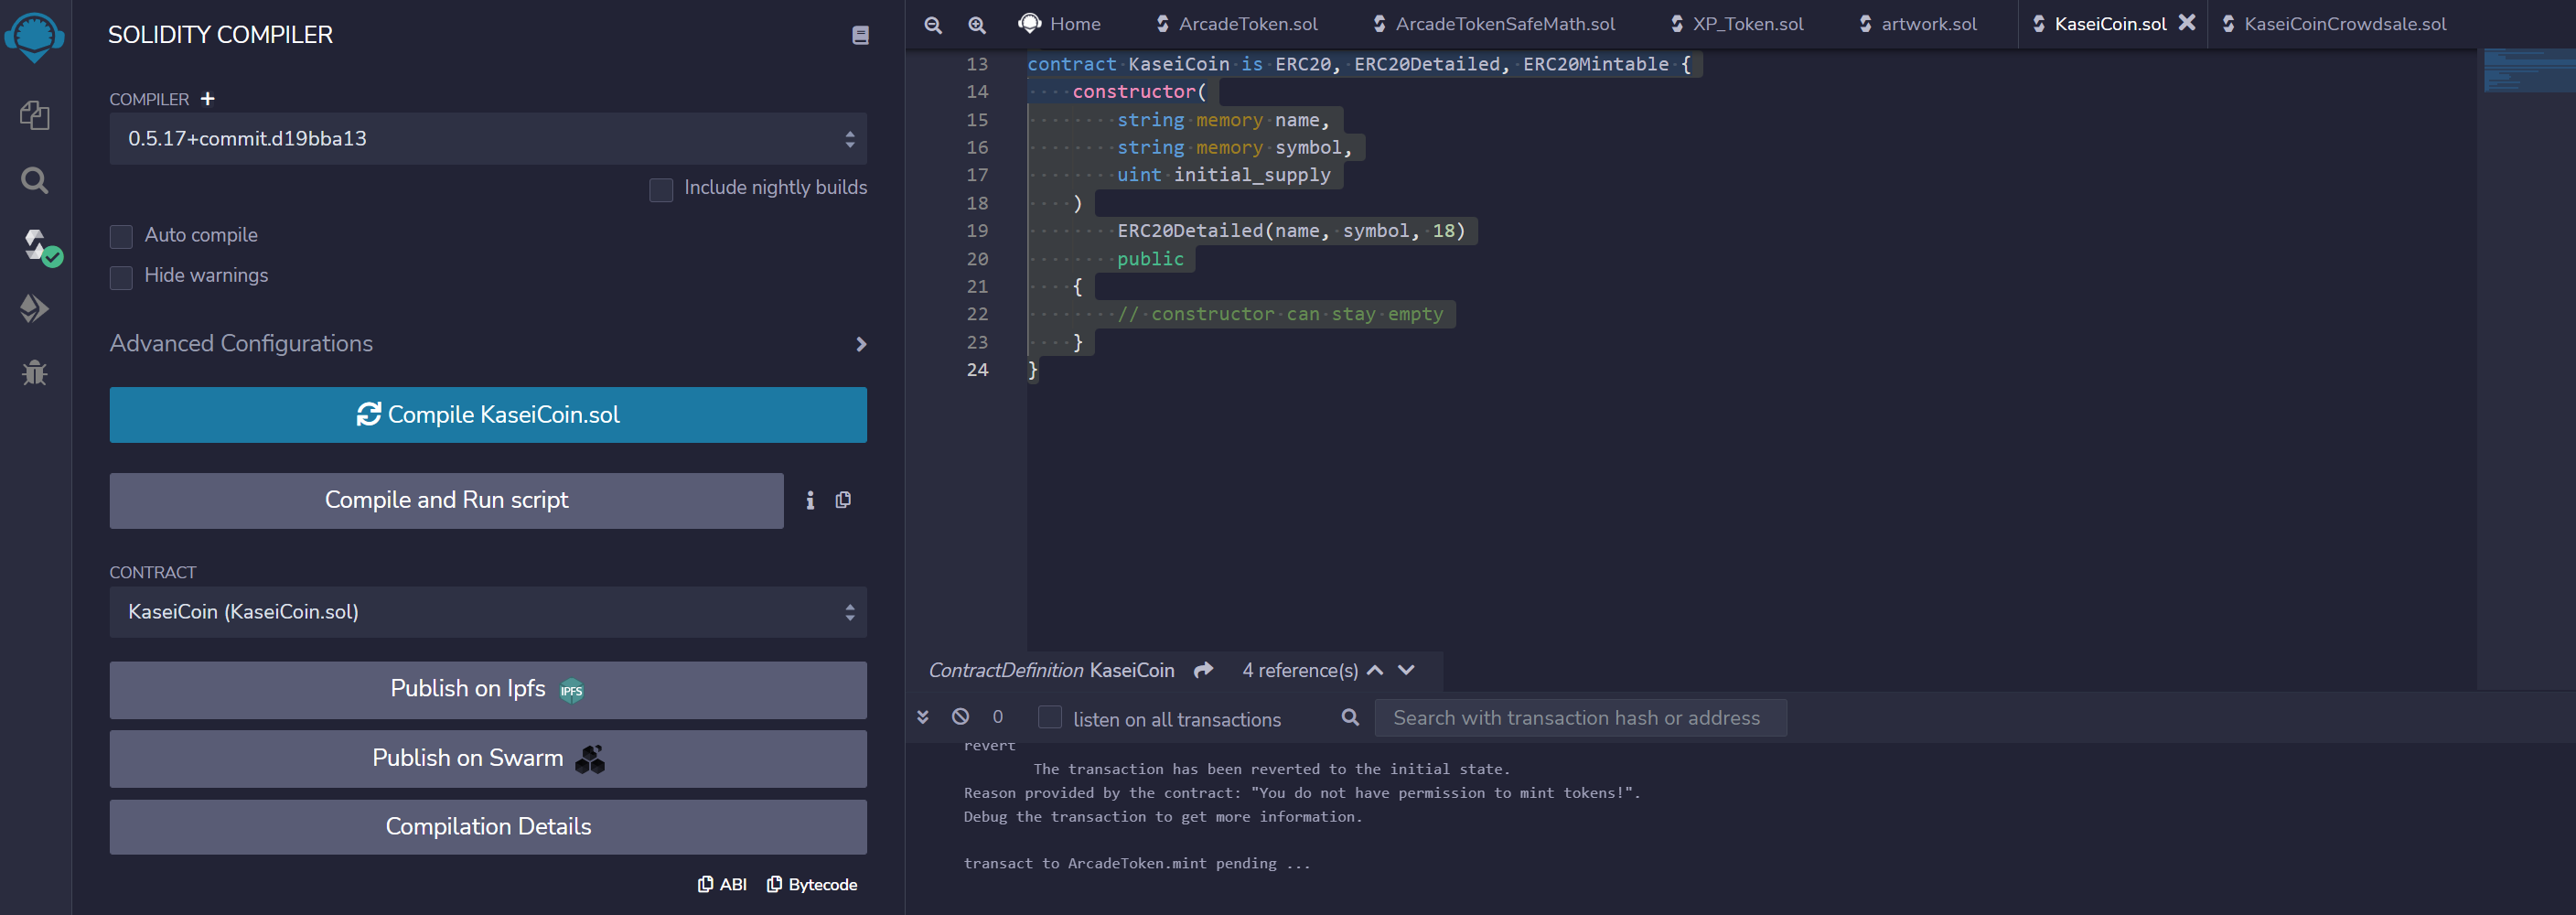 SOLIDITY COMPILER
COMPILER +
0.5.17+commit.d19bba13
Include nightly builds
Auto compile
Hide warnings
Advanced Configurations
Compile KaseiCoin.sol
Compile and Run script
CONTRACT
KaseiCoin (KaseiCoin.sol)
Publish on Ipfs IPFS
Publish on Swarm
Compilation Details
ABI Bytecode
Home ArcadeToken.sol ArcadeTokenSafeMath.sol XP_Token.sol artwork.sol KaseiCoin.sol KaseiCoinCrowdsale.sol
13 contract KaseiCoin is ERC20, ERC20Detailed, ERC20Mintable {
14 constructor(
15 string memory name,
16 string memory symbol,
17 uint initial_supply
18 )
19 ERC20Detailed(name, symbol, 18)
20 public
21 {
22 // constructor can stay empty
23 }
24 }
ContractDefinition KaseiCoin 4 reference(s)
0 listen on all transactions Search with transaction hash or address
revert
The transaction has been reverted to the initial state.
Reason provided by the contract: "You do not have permission to mint tokens!".
Debug the transaction to get more information.
transact to ArcadeToken.mint pending ...